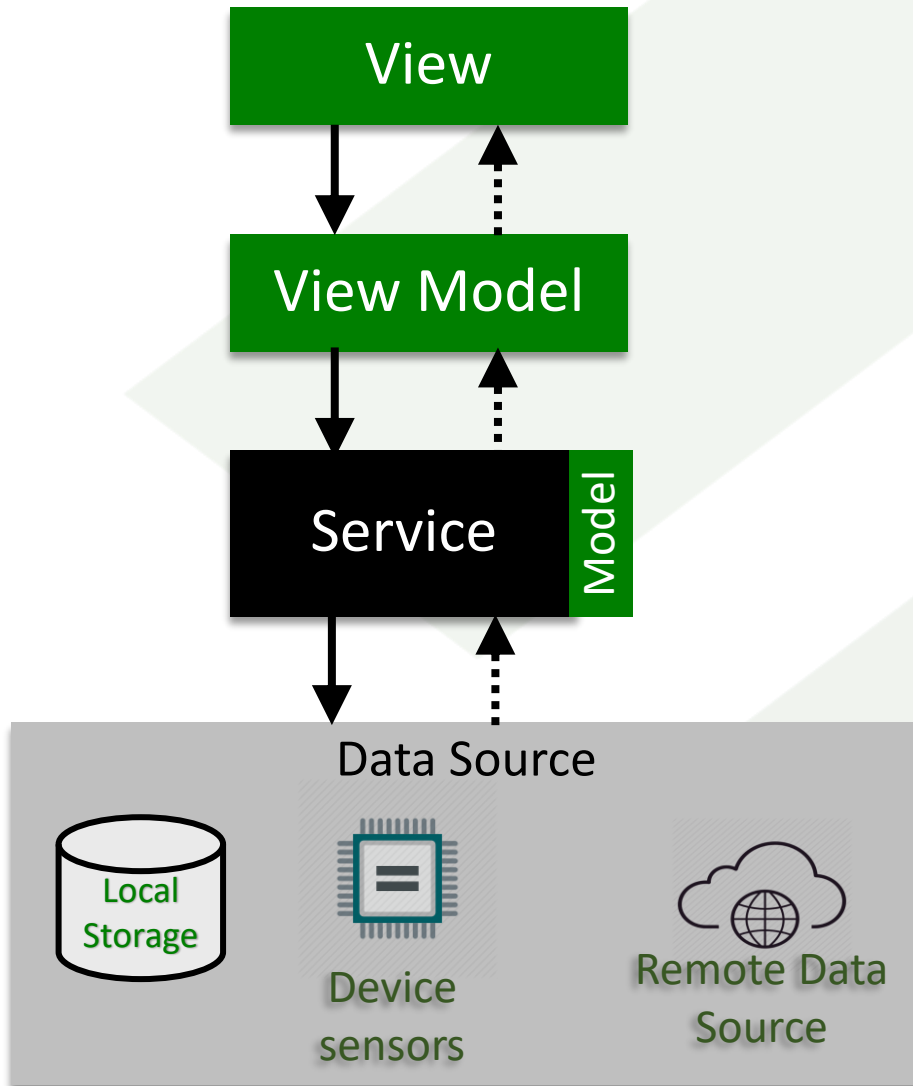 View
View Model
Service
Model
Data Source
Local
Storage
Device
sensors
Remote Data
Source